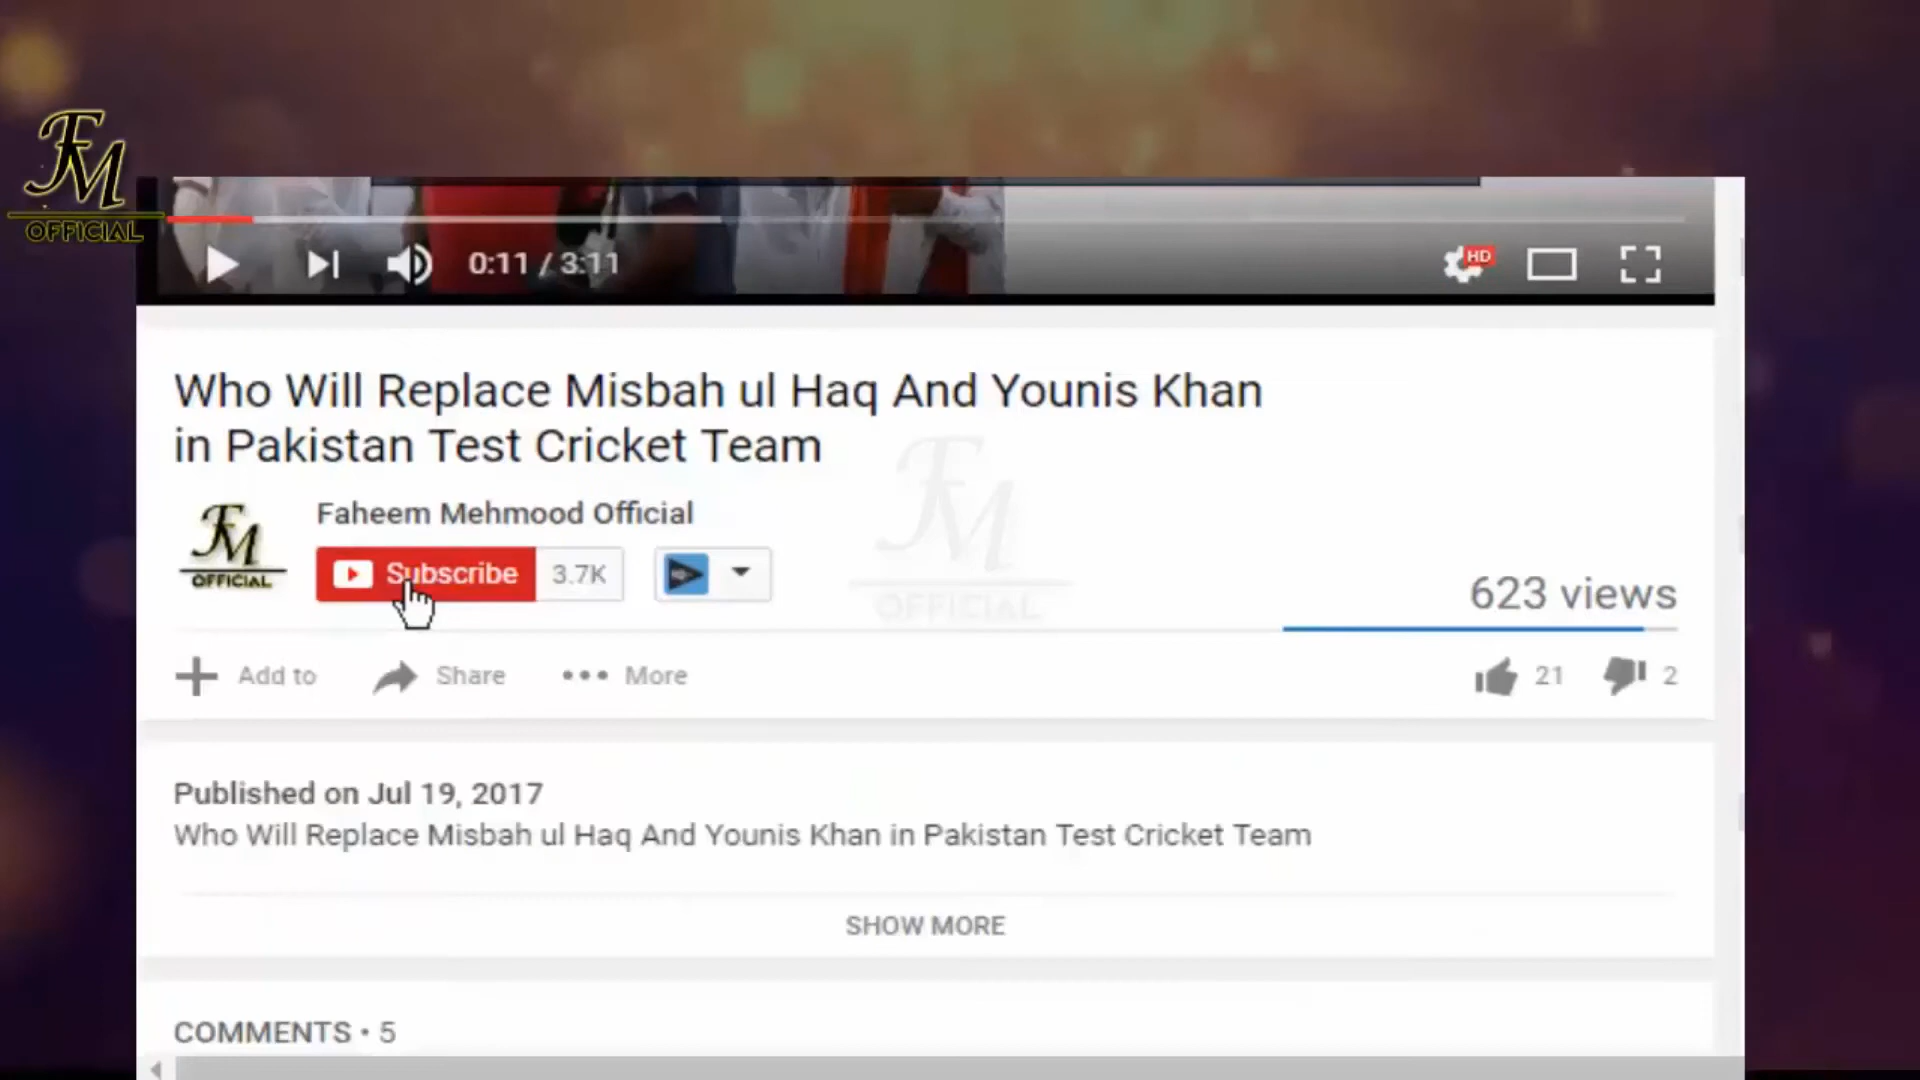 FM
OFFICIAL
0:11 / 3:11
HD
Who Will Replace Misbah ul Haq And Younis Khan
in Pakistan Test Cricket Team
FM
OFFICIAL
Faheem Mehmood Official
Subscribe 3.7K
FM
OFFICIAL
623 views
Add to Share More
21 2
Published on Jul 19, 2017
Who Will Replace Misbah ul Haq And Younis Khan in Pakistan Test Cricket Team
SHOW MORE
COMMENTS • 5